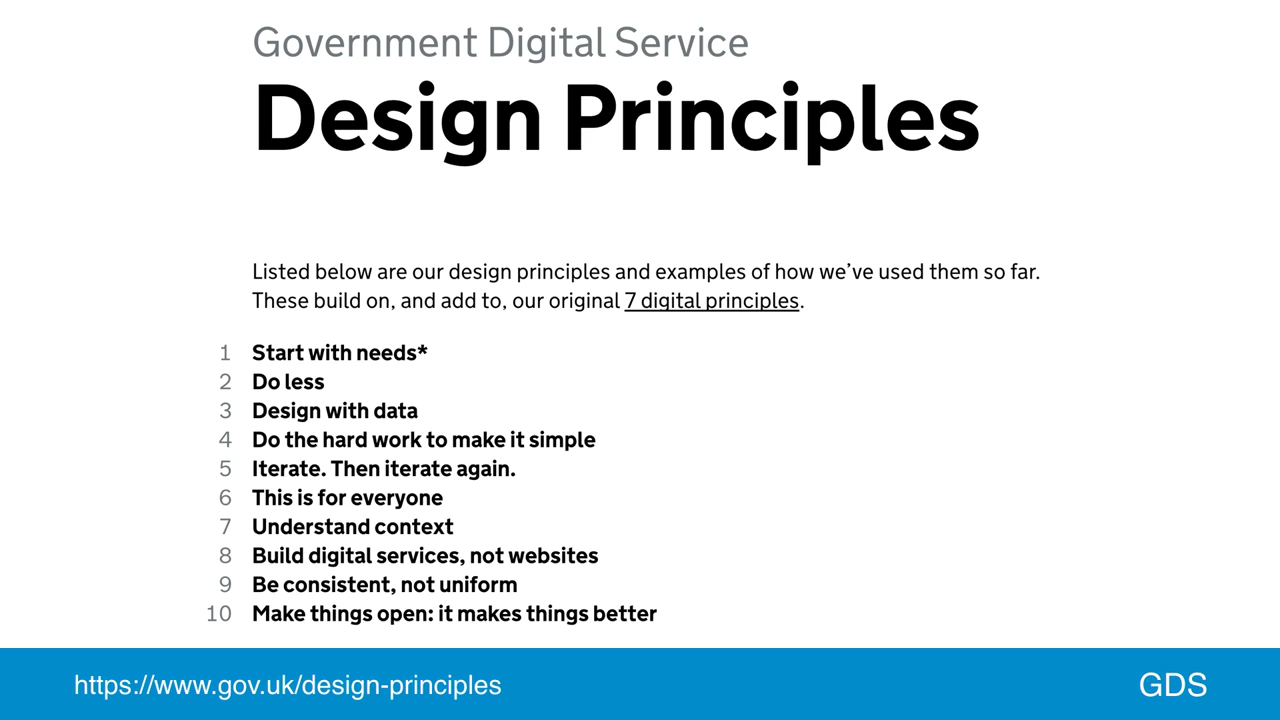 Government Digital Service
Design Principles
Listed below are our design principles and examples of how we’ve used them so far.
These build on, and add to, our original 7 digital principles.
1 Start with needs*
2 Do less
3 Design with data
4 Do the hard work to make it simple
5 Iterate. Then iterate again.
6 This is for everyone
7 Understand context
8 Build digital services, not websites
9 Be consistent, not uniform
10 Make things open: it makes things better
https://www.gov.uk/design-principles
GDS